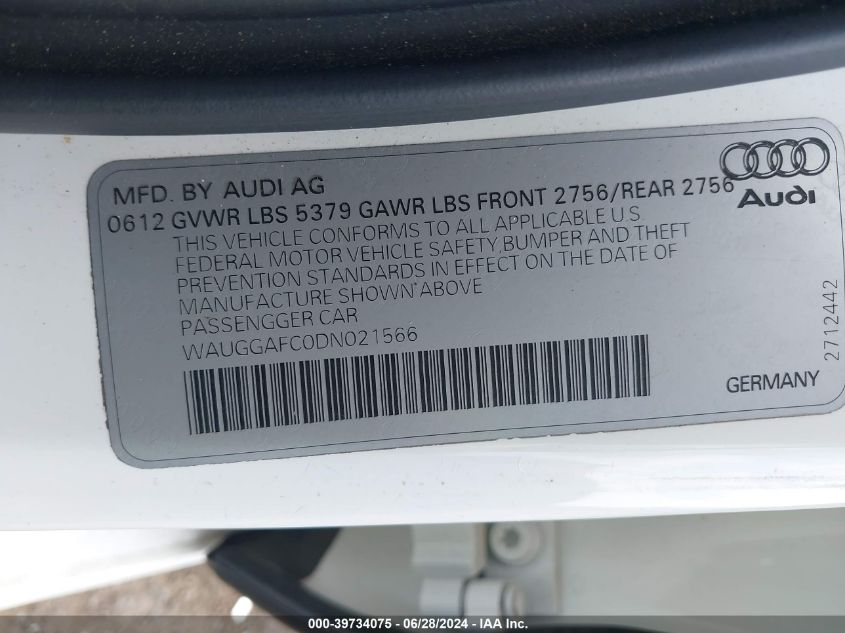 MFD. BY AUDI AG
0612 GVWR LBS 5379 GAWR LBS FRONT 2756/REAR 2756
Audi
THIS VEHICLE CONFORMS TO ALL APPLICABLE U.S.
FEDERAL MOTOR VEHICLE SAFETY, BUMPER AND THEFT
PREVENTION STANDARDS IN EFFECT ON THE DATE OF
MANUFACTURE SHOWN ABOVE
PASSENGGER CAR
WAUGGAFC0DN021566
2712442
GERMANY
000-39734075 - 06/28/2024 - IAA Inc.